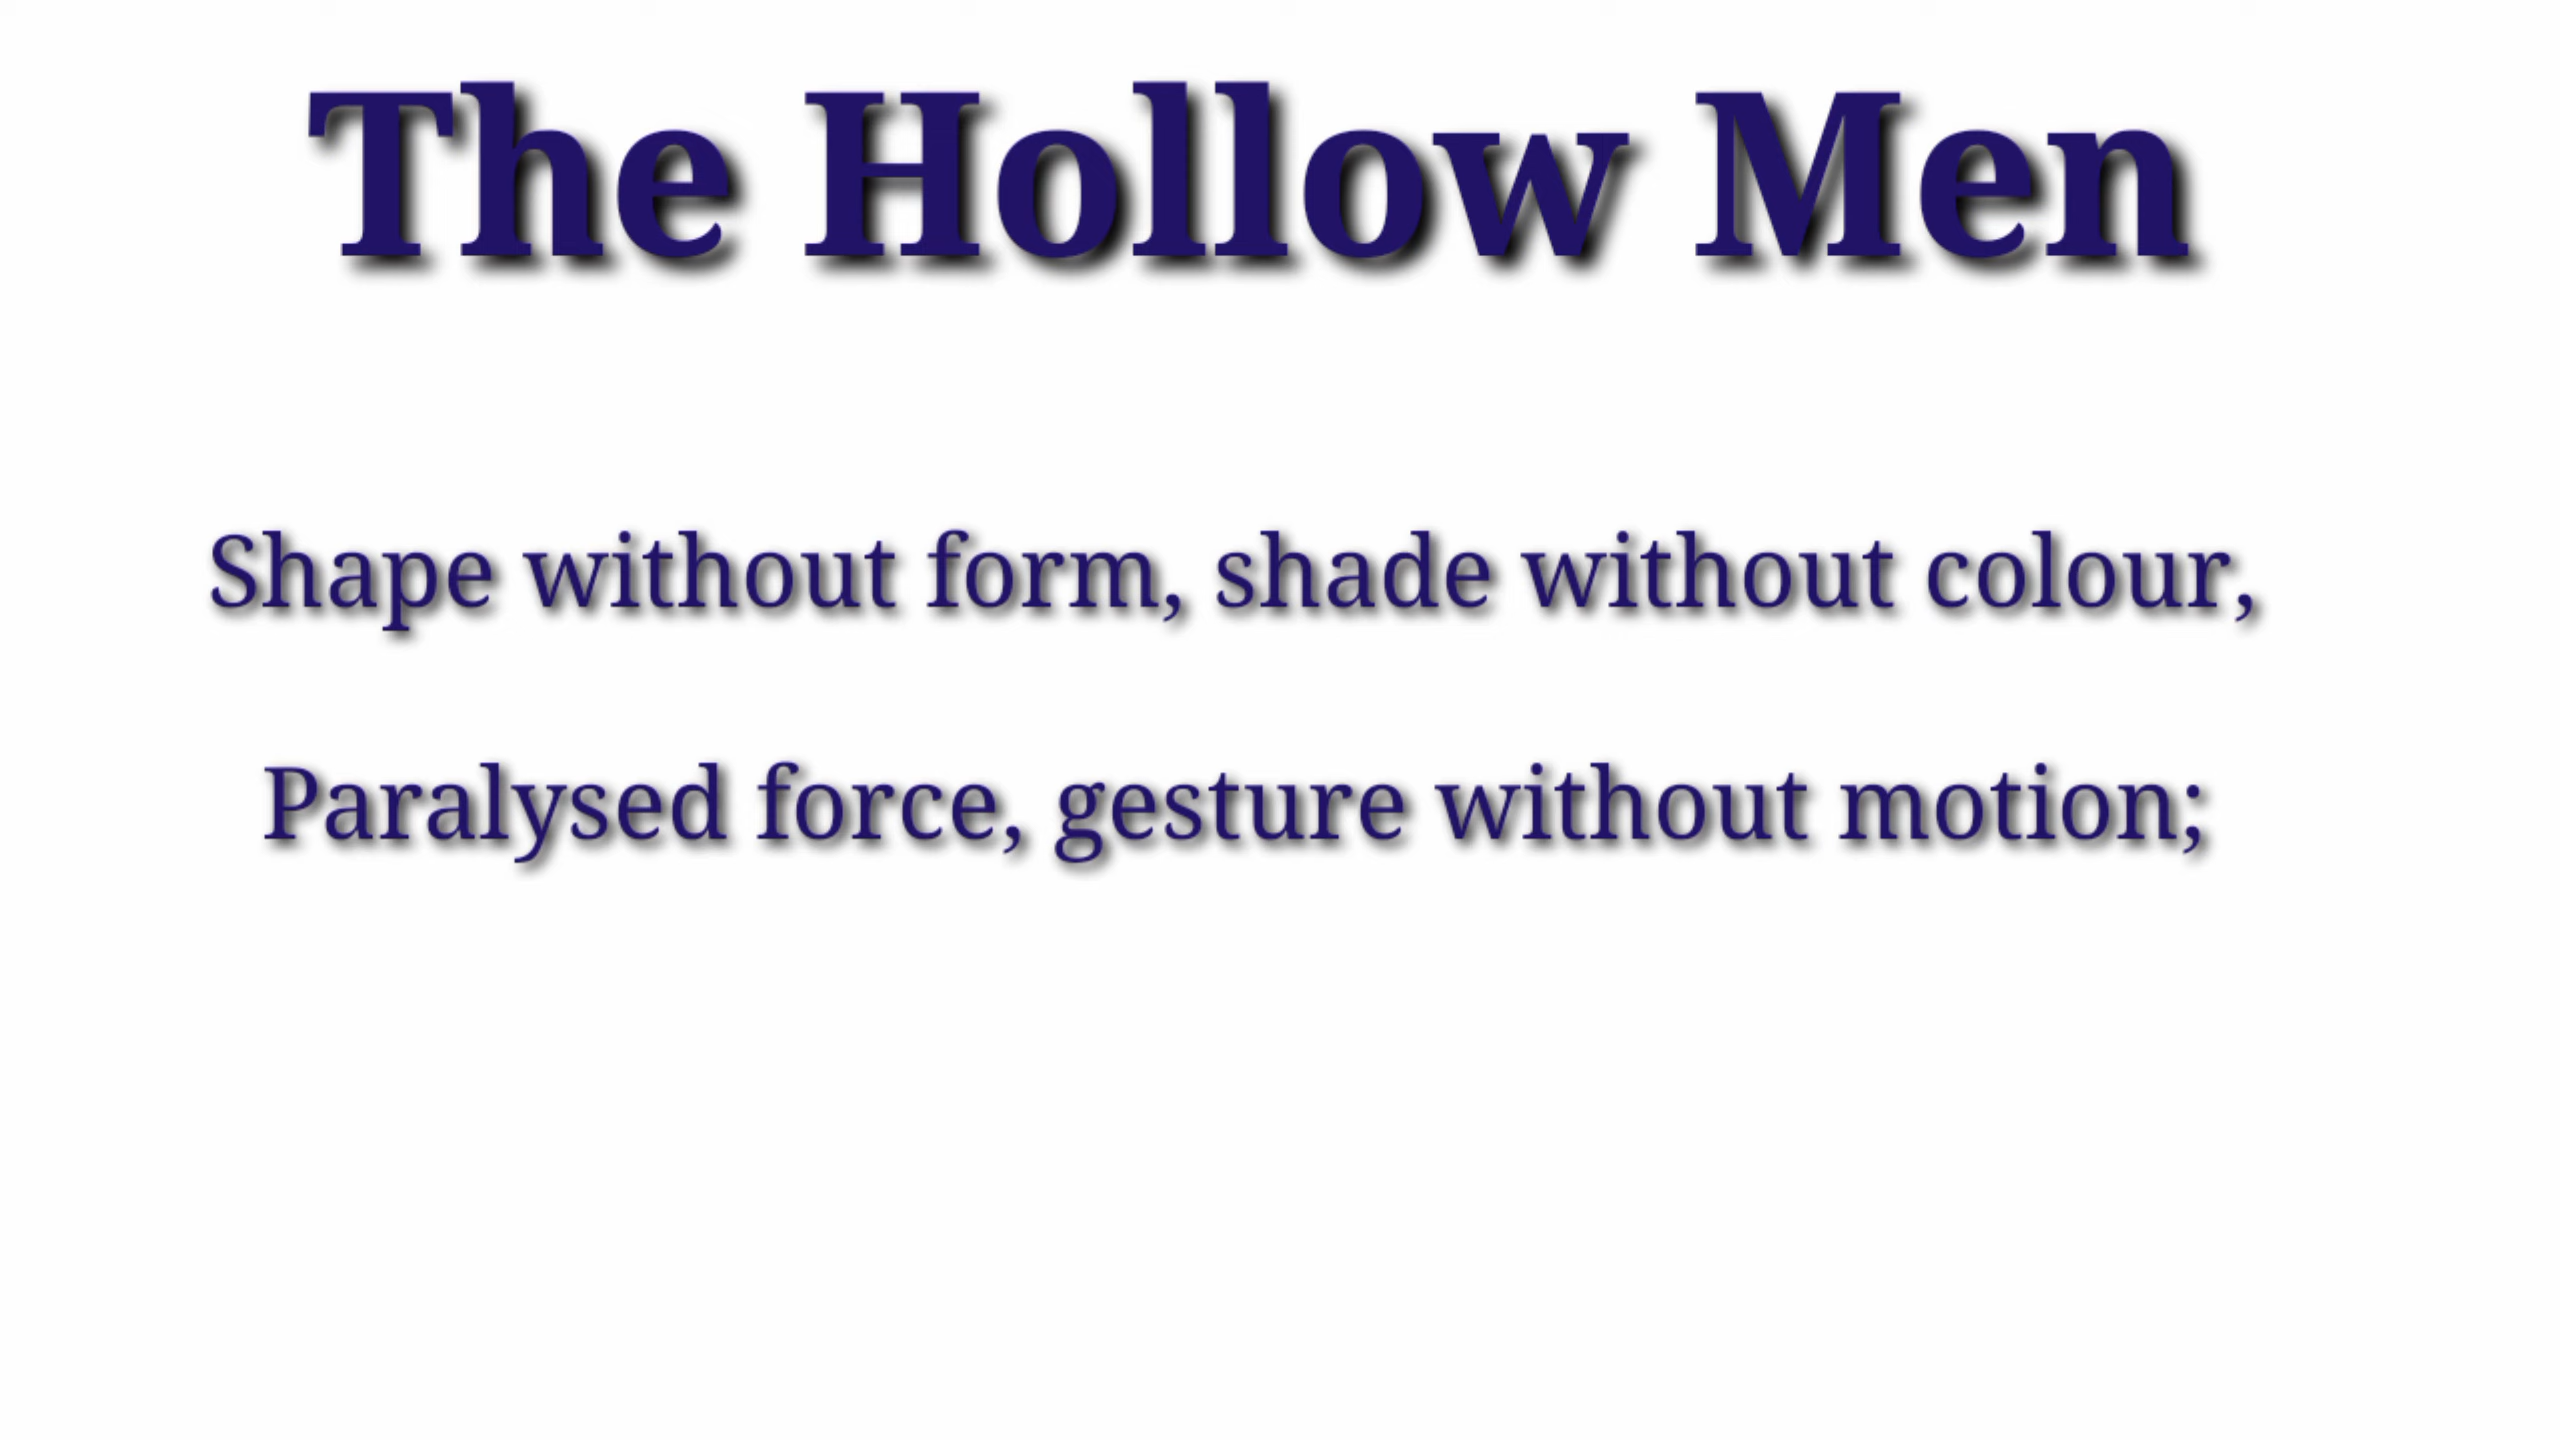 The Hollow Men
Shape without form, shade without colour,
Paralysed force, gesture without motion;